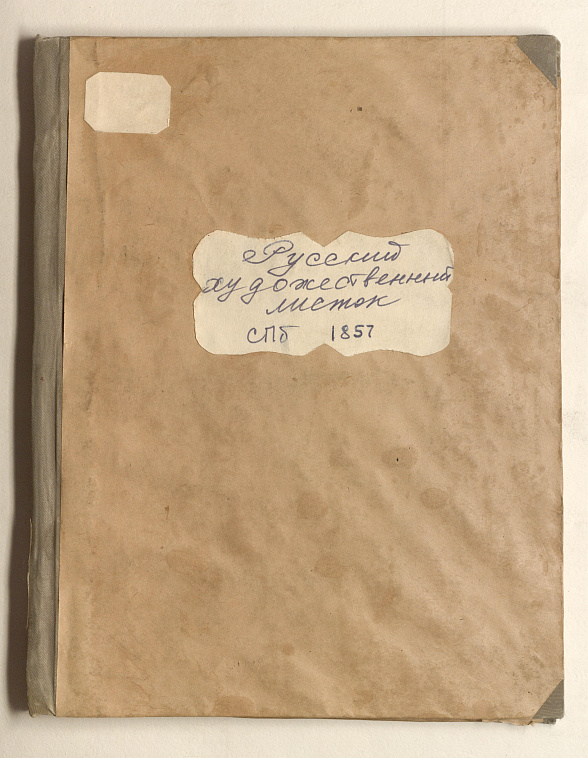 Русский
художественный
листок
СПб 1857